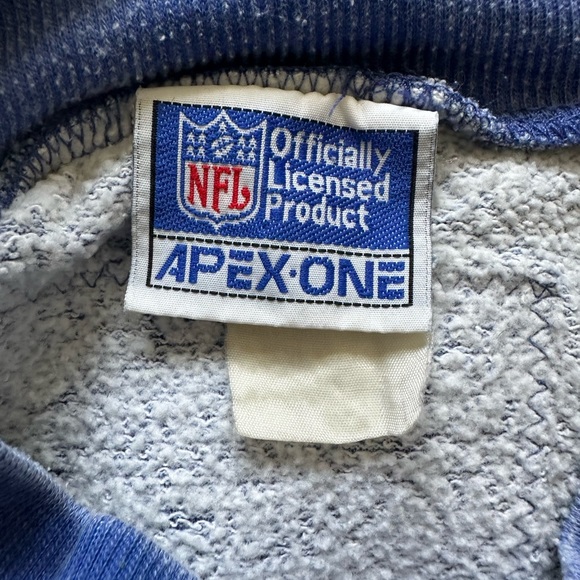 NFL
Officially
Licensed
Product
APEX·ONE